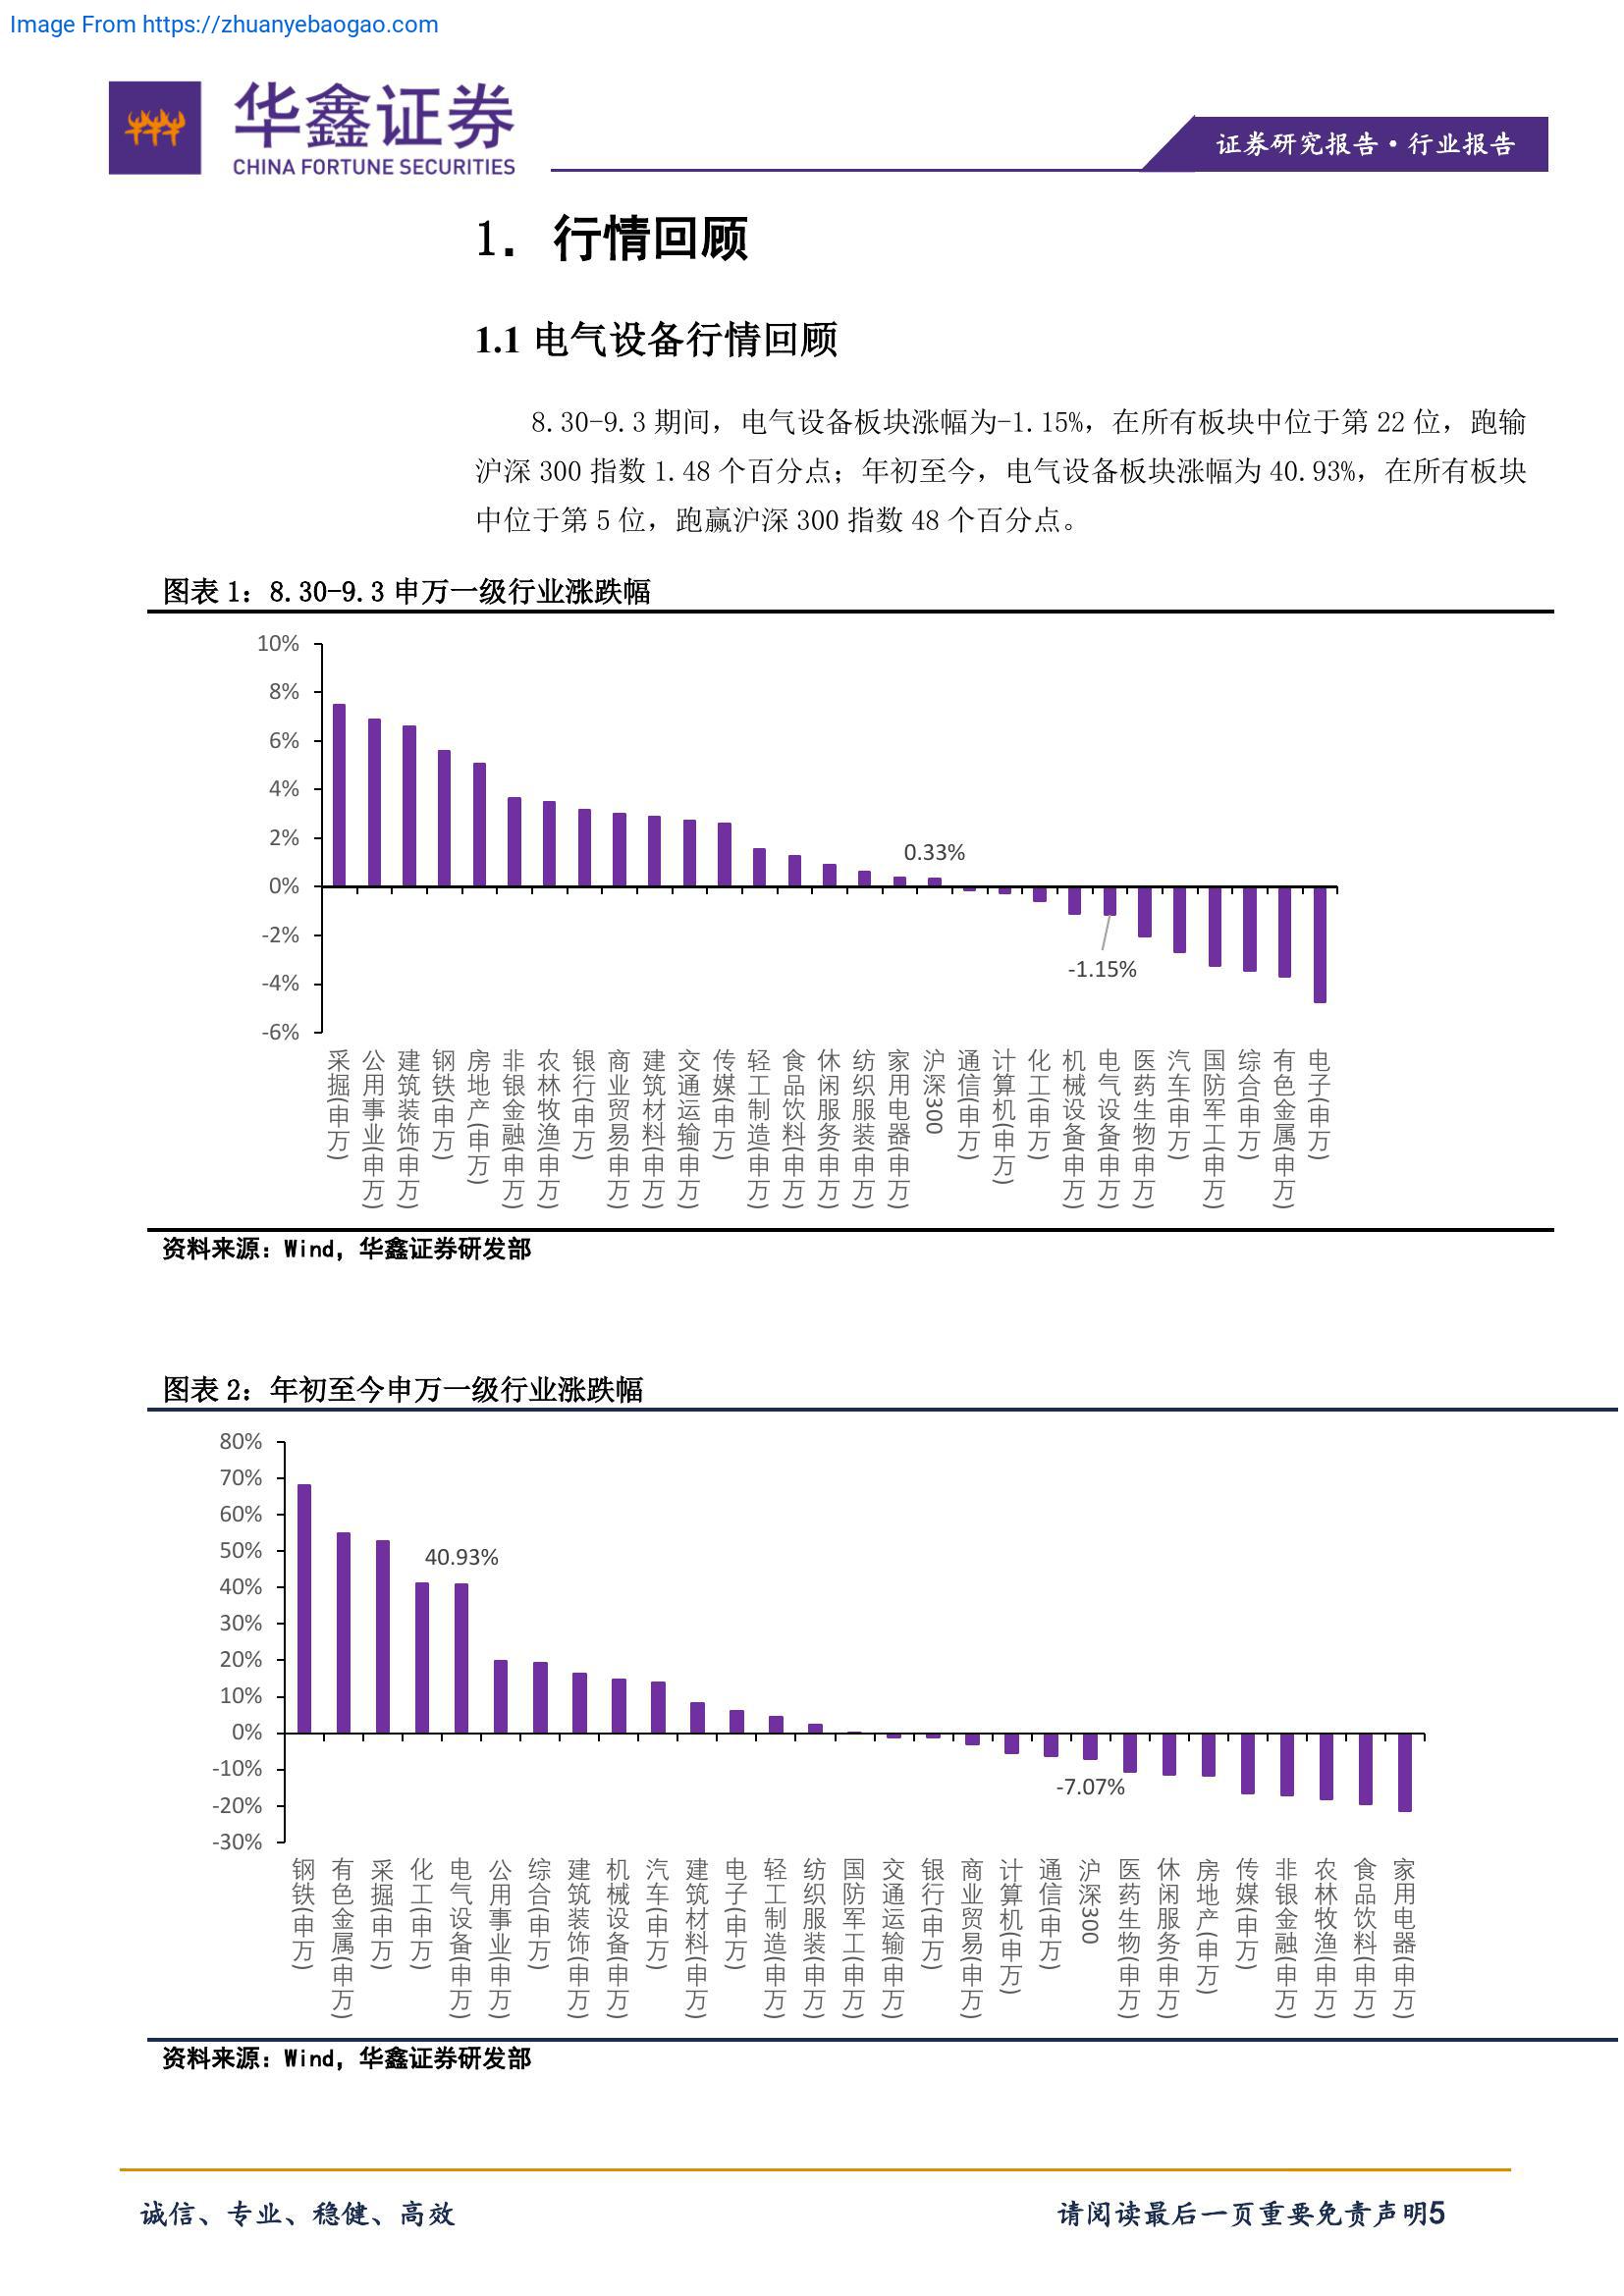 Image From https://zhuanyebaogao.com
华鑫证券
CHINA FORTUNE SECURITIES
证券研究报告·行业报告
1. 行情回顾
1.1 电气设备行情回顾
8.30-9.3 期间，电气设备板块涨幅为-1.15%，在所有板块中位于第 22 位，跑输
沪深 300 指数 1.48 个百分点；年初至今，电气设备板块涨幅为 40.93%，在所有板块
中位于第 5 位，跑赢沪深 300 指数 48 个百分点。
图表 1：8.30-9.3 申万一级行业涨跌幅
10%
8%
6%
4%
2%
0%
-2%
-4%
-6%
0.33%
-1.15%
采掘(申万)
公用事业(申万)
建筑装饰(申万)
钢铁(申万)
房地产(申万)
非银金融(申万)
农林牧渔(申万)
银行(申万)
商业贸易(申万)
建筑材料(申万)
交通运输(申万)
传媒(申万)
轻工制造(申万)
食品饮料(申万)
休闲服务(申万)
纺织服装(申万)
家用电器(申万)
沪深300
通信(申万)
计算机(申万)
化工(申万)
机械设备(申万)
电气设备(申万)
医药生物(申万)
汽车(申万)
国防军工(申万)
综合(申万)
有色金属(申万)
电子(申万)
资料来源：Wind，华鑫证券研发部
图表 2：年初至今申万一级行业涨跌幅
80%
70%
60%
50%
40%
30%
20%
10%
0%
-10%
-20%
-30%
40.93%
-7.07%
钢铁(申万)
有色金属(申万)
采掘(申万)
化工(申万)
电气设备(申万)
公用事业(申万)
综合(申万)
建筑装饰(申万)
机械设备(申万)
汽车(申万)
建筑材料(申万)
电子(申万)
轻工制造(申万)
纺织服装(申万)
国防军工(申万)
交通运输(申万)
银行(申万)
商业贸易(申万)
计算机(申万)
通信(申万)
沪深300
医药生物(申万)
休闲服务(申万)
房地产(申万)
传媒(申万)
非银金融(申万)
农林牧渔(申万)
食品饮料(申万)
家用电器(申万)
资料来源：Wind，华鑫证券研发部
诚信、专业、稳健、高效
请阅读最后一页重要免责声明5